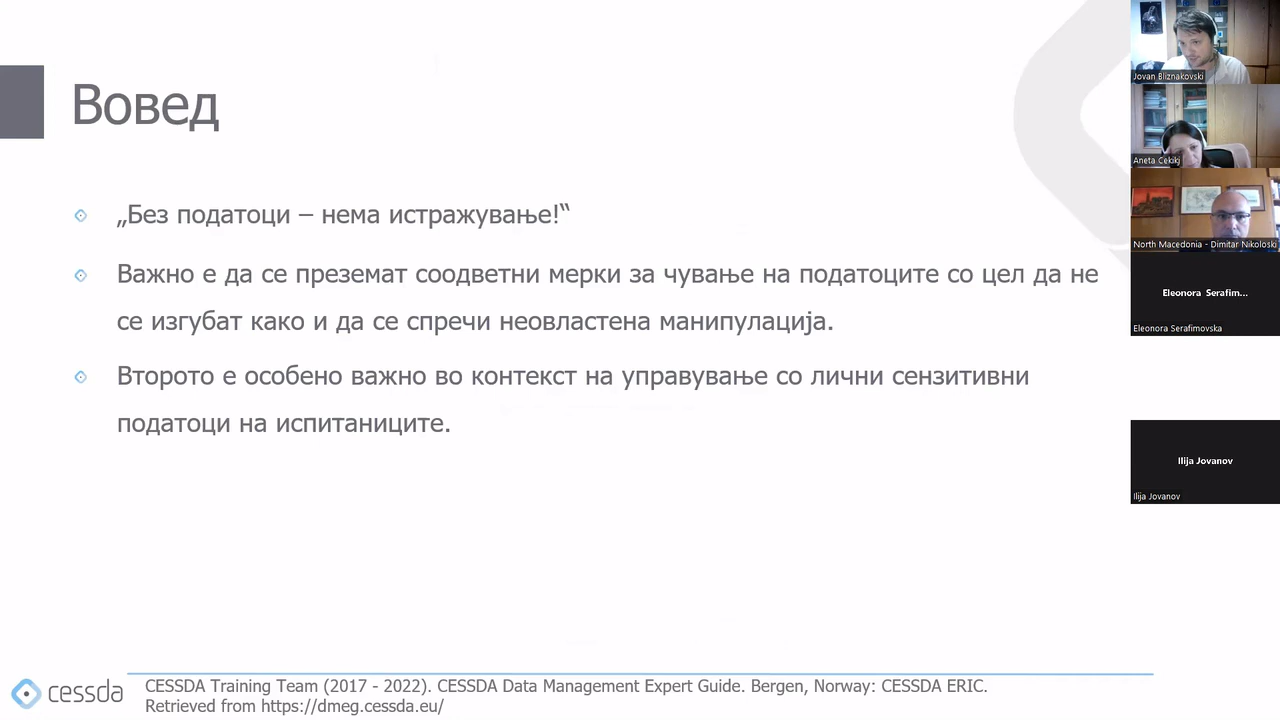 Вовед
„Без податоци – нема истражување!“
Важно е да се преземат соодветни мерки за чување на податоците со цел да не
се изгубат како и да се спречи неовластена манипулација.
Второто е особено важно во контекст на управување со лични сензитивни
податоци на испитаниците.
cessda
CESSDA Training Team (2017 - 2022). CESSDA Data Management Expert Guide. Bergen, Norway: CESSDA ERIC.
Retrieved from https://dmeg.cessda.eu/
Jovan Bliznakovski
Aneta Cekikj
North Macedonia - Dimitar Nikoloski
Eleonora Serafim...
Eleonora Serafimovska
Ilija Jovanov
Ilija Jovanov